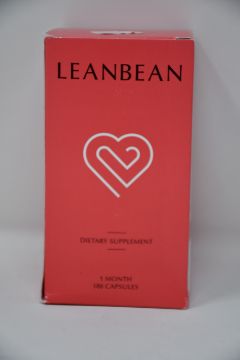 LEANBEAN
DIETARY SUPPLEMENT
1 MONTH
180 CAPSULES